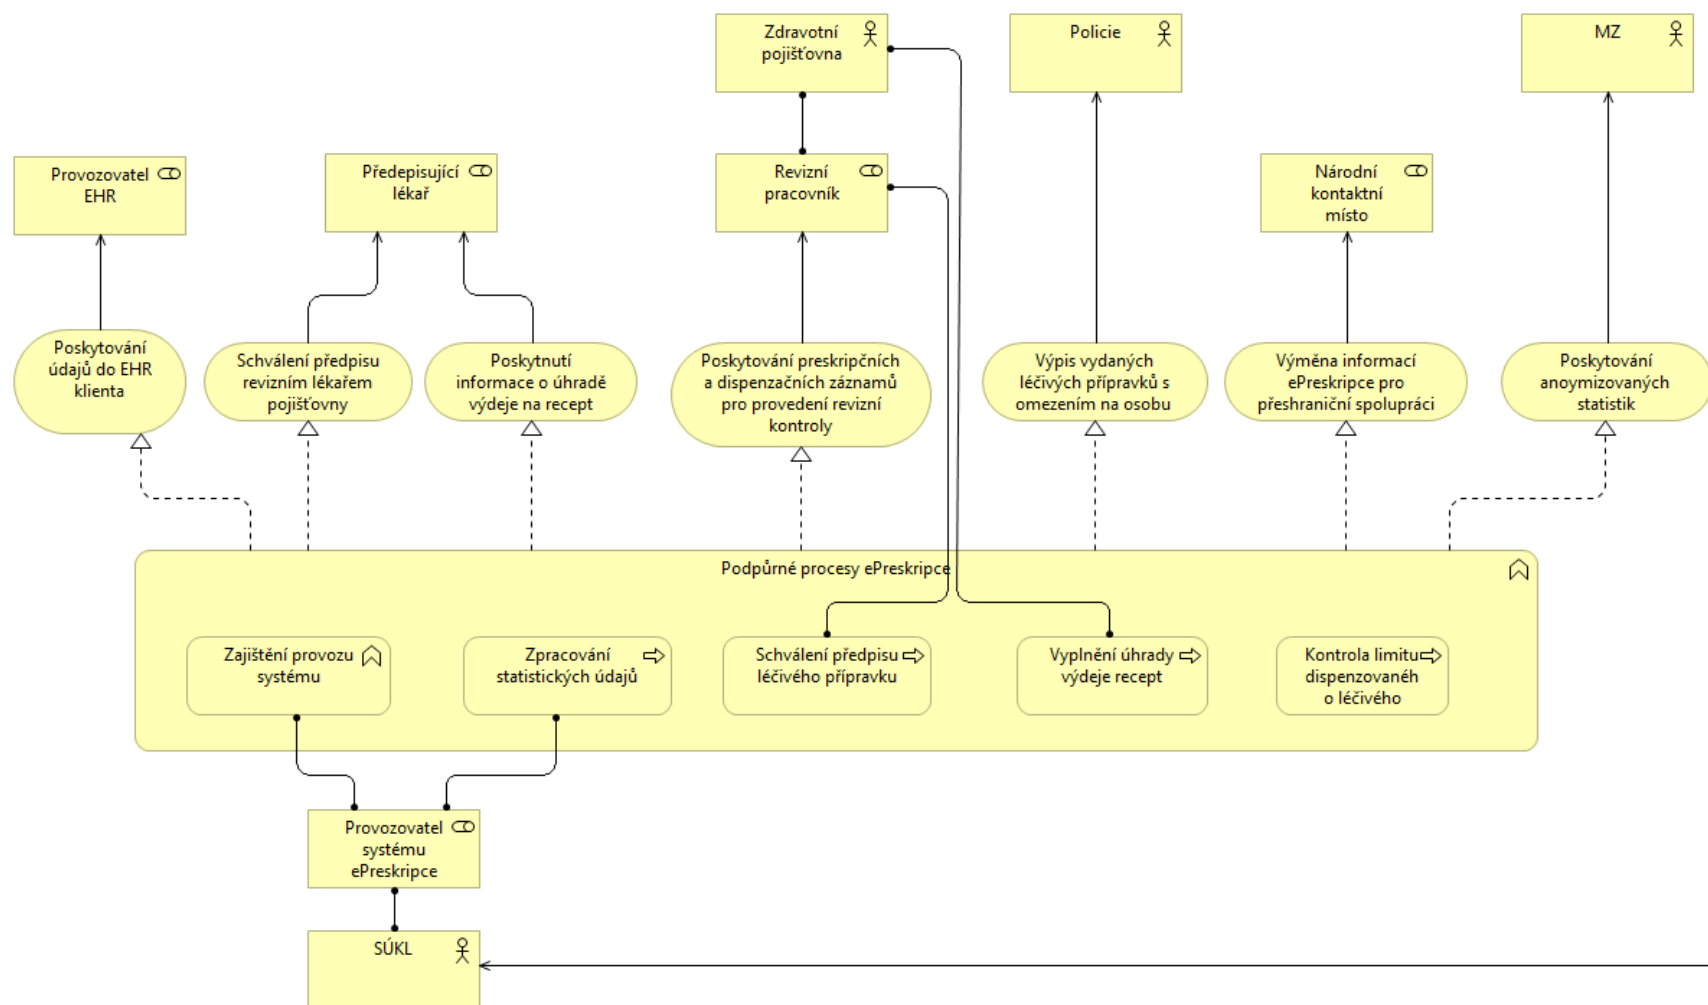 Zdravotní
pojišťovna
Policie
MZ
Provozovatel
EHR
Předepisující
lékař
Revizní
pracovník
Národní
kontaktní
místo
Poskytování
údajů do EHR
klienta
Schválení předpisu
revizním lékařem
pojišťovny
Poskytnutí
informace o úhradě
výdeje na recept
Poskytování preskripčních
a dispenzačních záznamů
pro provedení revizní
kontroly
Výpis vydaných
léčivých přípravků s
omezením na osobu
Výměna informací
ePreskripce pro
přeshraniční spolupráci
Poskytování
anoymizovaných
statistik
Podpůrné procesy ePreskripce
Zajištění provozu
systému
Zpracování
statistických údajů
Schválení předpisu
léčivého přípravku
Vyplnění úhrady
výdeje recept
Kontrola limitu
dispenzovanéh
o léčivého
Provozovatel
systému
ePreskripce
SÚKL